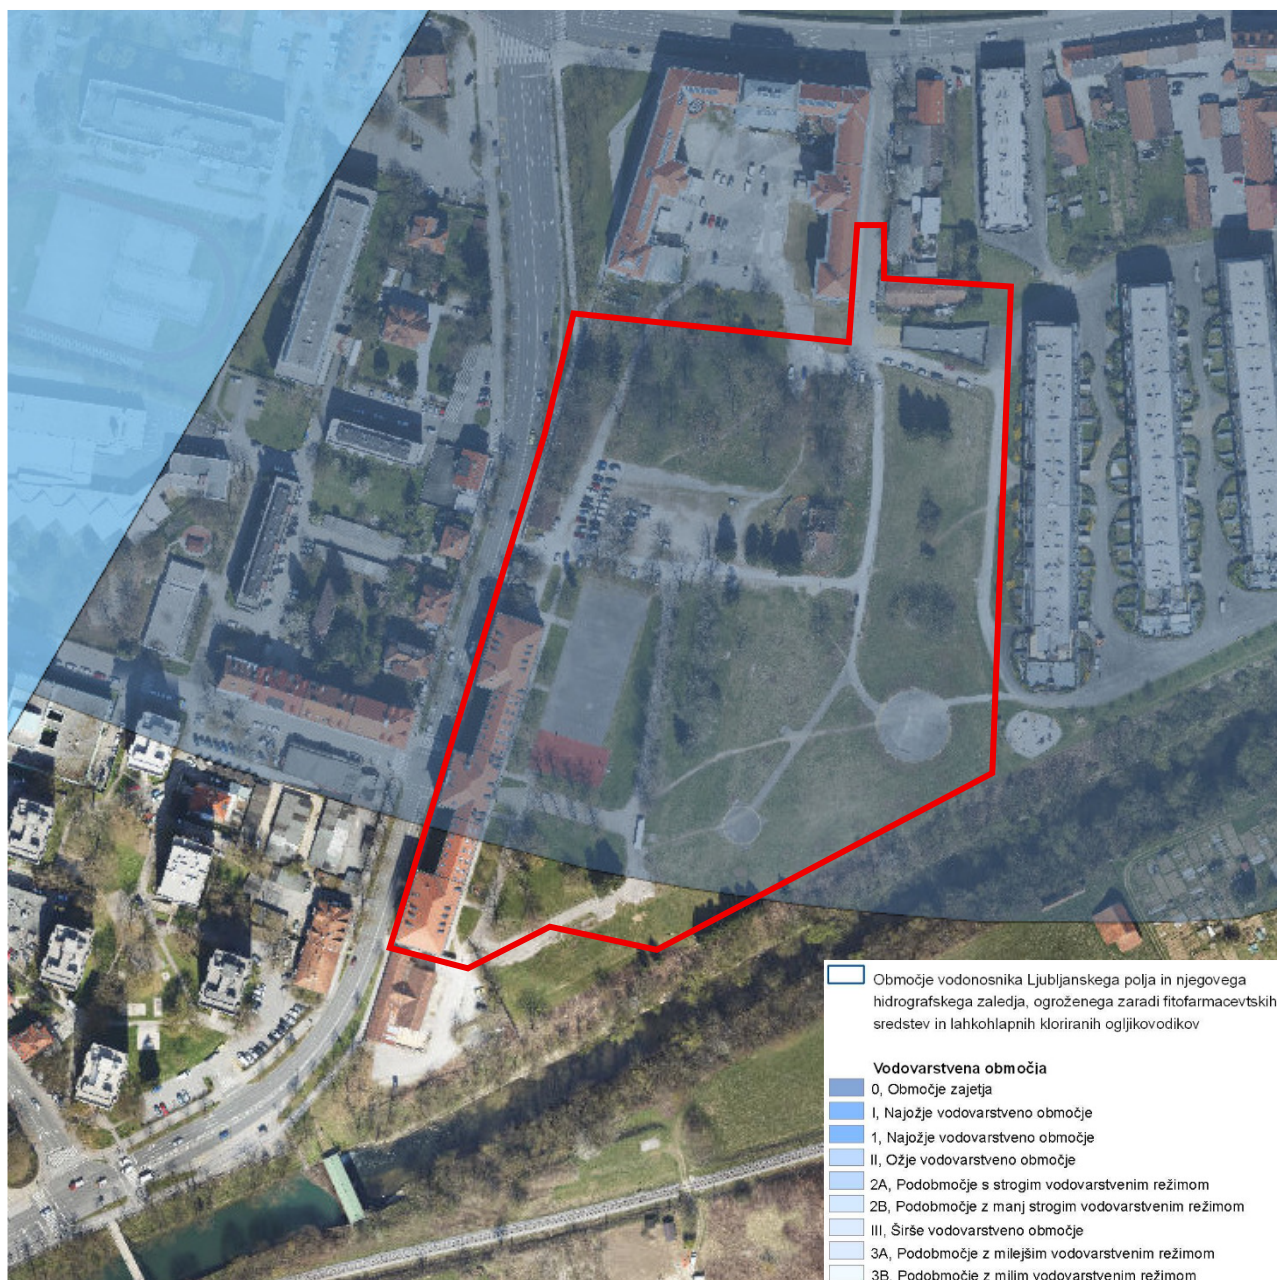 Območje vodonosnika Ljubljanskega polja in njegovega
hidrografskega zaledja, ogroženega zaradi fitofarmacevtskih
sredstev in lahkohlapnih kloriranih ogljikovodikov
Vodovarstvena območja
0, Območje zajetja
I, Najožje vodovarstveno območje
1, Najožje vodovarstveno območje
II, Ožje vodovarstveno območje
2A, Podobmočje s strogim vodovarstvenim režimom
2B, Podobmočje z manj strogim vodovarstvenim režimom
III, Širše vodovarstveno območje
3A, Podobmočje z milejšim vodovarstvenim režimom
3B, Podobmočje z milim vodovarstvenim režimom